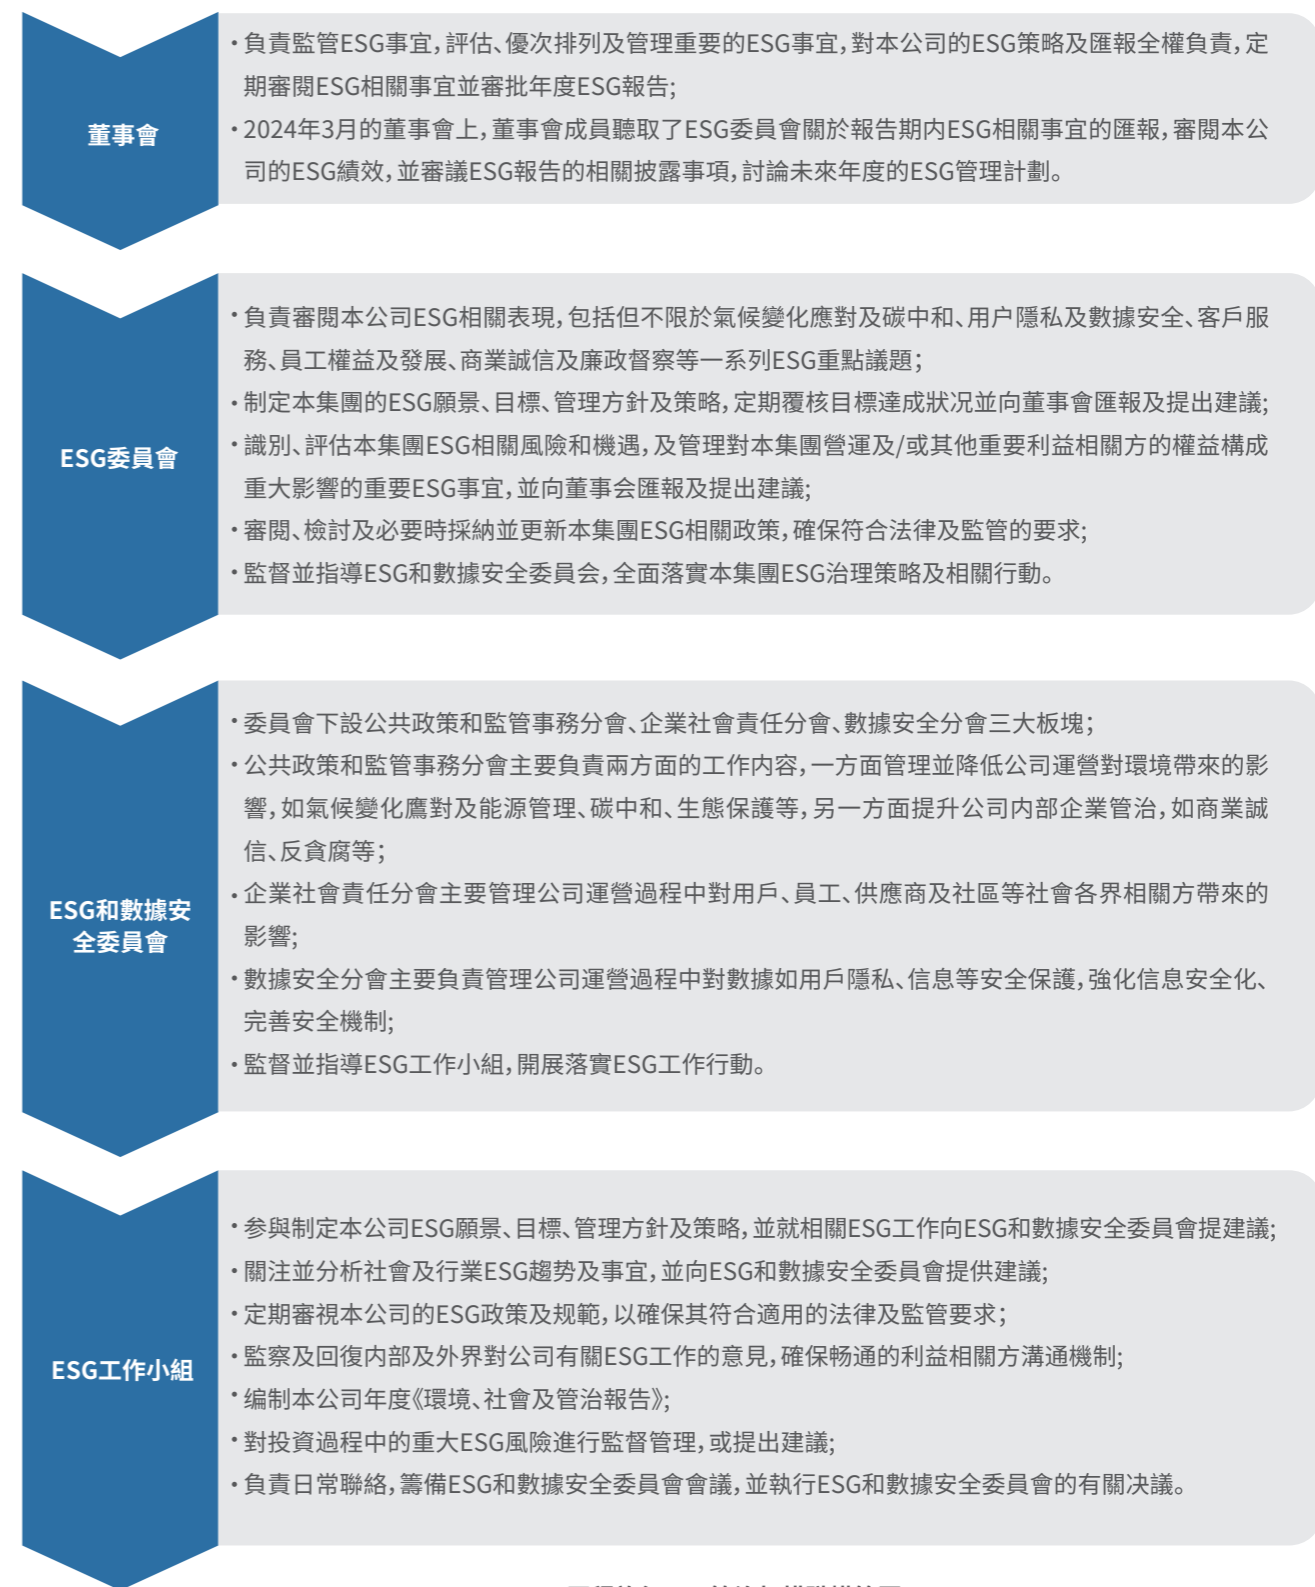 董事會
•負責監管ESG事宜,評估、優次排列及管理重要的ESG事宜,對本公司的ESG策略及匯報全權負責,定
期審閱ESG相關事宜並審批年度ESG報告;
•2024年3月的董事會上,董事會成員聽取了ESG委員會關於報告期内ESG相關事宜的匯報,審閱本公
司的ESG績效,並審議ESG報告的相關披露事項,討論未來年度的ESG管理計劃。
ESG委員會
•負責審閱本公司ESG相關表現,包括但不限於氣候變化應對及碳中和、用户隱私及數據安全、客戶服
務、員工權益及發展、商業誠信及廉政督察等一系列ESG重點議題;
•制定本集團的ESG願景、目標、管理方針及策略,定期覆核目標達成狀況並向董事會匯報及提出建議;
•識別、評估本集團ESG相關風險和機遇,及管理對本集團營運及/或其他重要利益相關方的權益構成
重大影響的重要ESG事宜,並向董事会匯報及提出建議;
•審閱、檢討及必要時採納並更新本集團ESG相關政策,確保符合法律及監管的要求;
•監督並指導ESG和數據安全委員会,全面落實本集團ESG治理策略及相關行動。
ESG和數據安
全委員會
•委員會下設公共政策和監管事務分會、企業社會責任分會、數據安全分會三大板塊;
•公共政策和監管事務分會主要負責兩方面的工作内容,一方面管理並降低公司運營對環境帶來的影
響,如氣候變化鷹對及能源管理、碳中和、生態保護等,另一方面提升公司内部企業管治,如商業誠
信、反貪腐等;
•企業社會責任分會主要管理公司運營過程中對用戶、員工、供應商及社區等社會各界相關方帶來的
影響;
•數據安全分會主要負責管理公司運營過程中對數據如用戶隱私、信息等安全保護,強化信息安全化、
完善安全機制;
•監督並指導ESG工作小組,開展落實ESG工作行動。
ESG工作小組
•参與制定本公司ESG願景、目標、管理方針及策略,並就相關ESG工作向ESG和數據安全委員會提建議;
•關注並分析社會及行業ESG趨势及事宜,並向ESG和數據安全委員會提供建議;
•定期審視本公司的ESG政策及规範,以確保其符合適用的法律及監管要求;
•監察及回復内部及外界對公司有關ESG工作的意見,確保畅通的利益相關方溝通機制;
•编制本公司年度《環境、社會及管治報告》;
•對投資過程中的重大ESG風險進行監督管理,或提出建議;
•負責日常聯絡,籌備ESG和數據安全委員會會議,並執行ESG和數據安全委員會的有關决議。